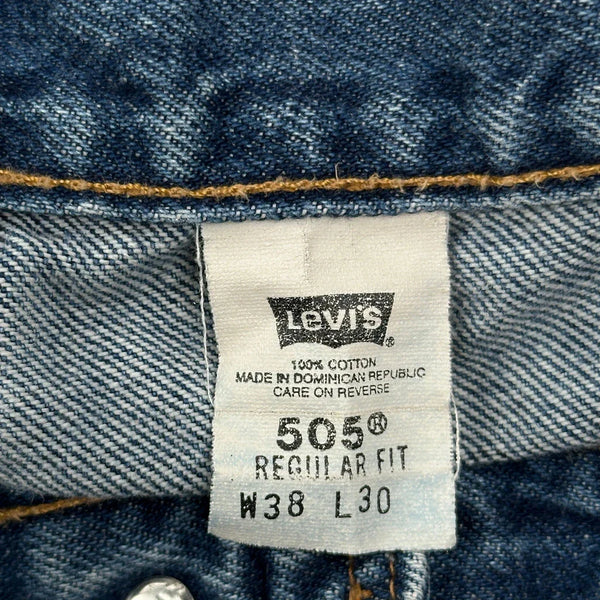 Levi's ®
100% COTTON
MADE IN DOMINICAN REPUBLIC
CARE ON REVERSE
505®
REGULAR FIT
W38 L30